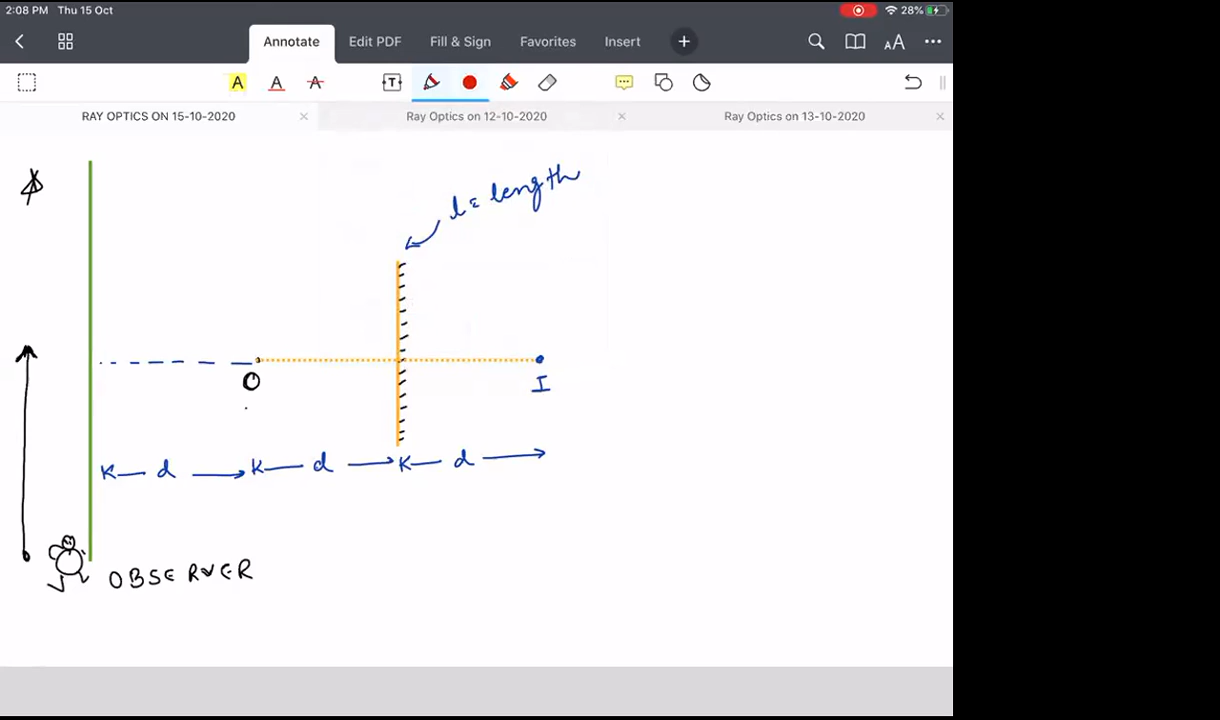 2:08 PM Thu 15 Oct 28%
Annotate Edit PDF Fill & Sign Favorites Insert
A A A T AA
RAY OPTICS ON 15-10-2020 Ray Optics on 12-10-2020 Ray Optics on 13-10-2020
l = length
O
I
d d d
OBSERVER